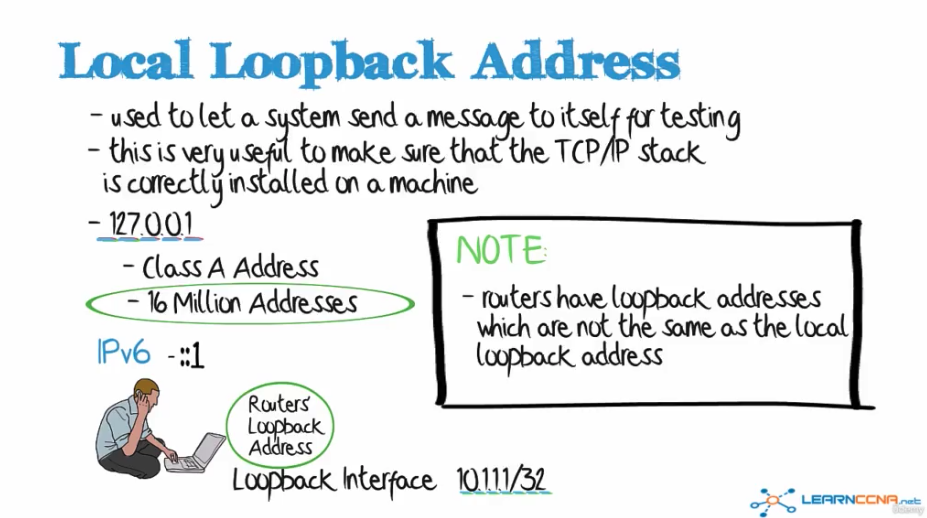 Local Loopback Address
- used to let a system send a message to itself for testing
- this is very useful to make sure that the TCP/IP stack
is correctly installed on a machine
- 127.0.0.1
- Class A Address
- 16 Million Addresses
IPv6 - ::1
NOTE:
- routers have loopback addresses
which are not the same as the local
loopback address
Routers'
Loopback
Address
Loopback Interface 10.1.1.1/32
LEARNCCNA.net
Udemy